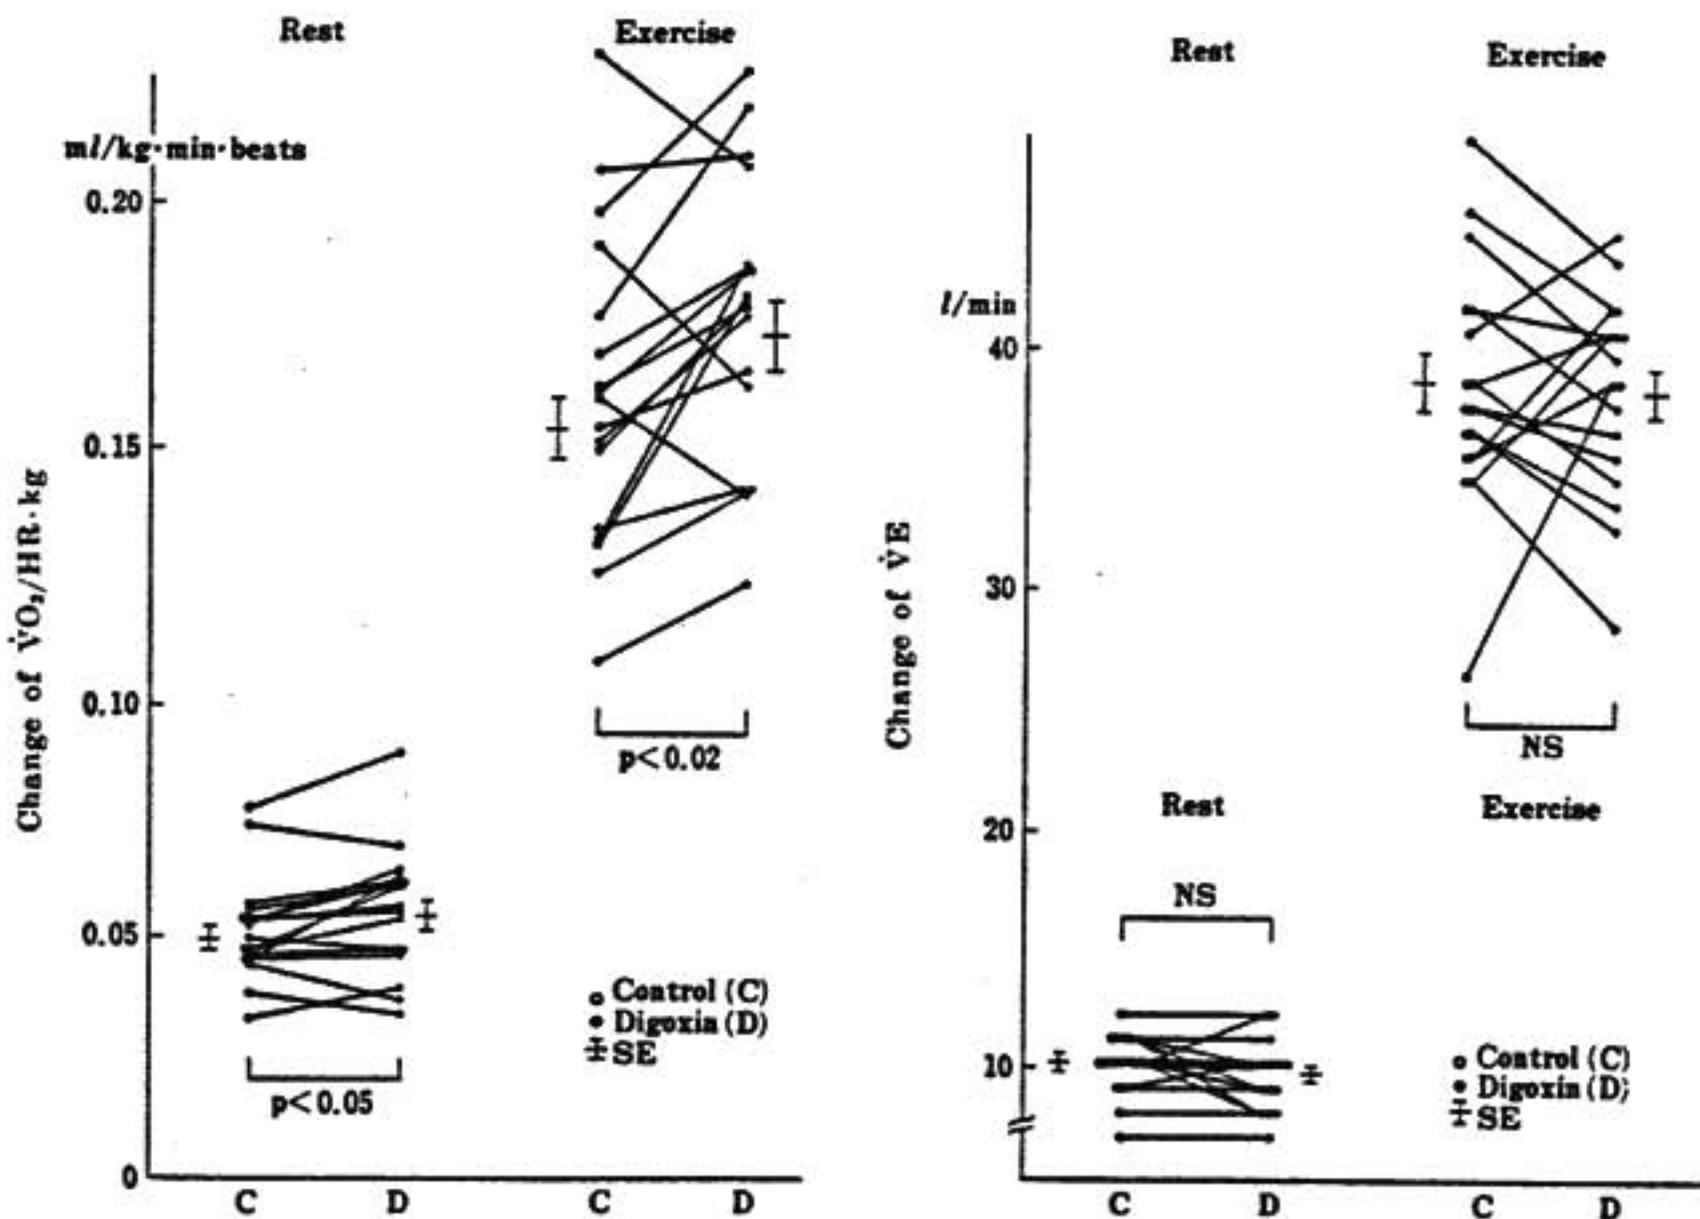 Rest Exercise
ml/kg·min·beats
0.20
0.15
0.10
0.05
0
Change of V̇O₂/HR·kg
p<0.02
p<0.05
Control (C)
Digoxia (D)
SE
C D C D
Rest Exercise
l/min
40
30
20
10
Change of V̇E
NS
Rest Exercise
NS
Control (C)
Digoxin (D)
SE
C D C D